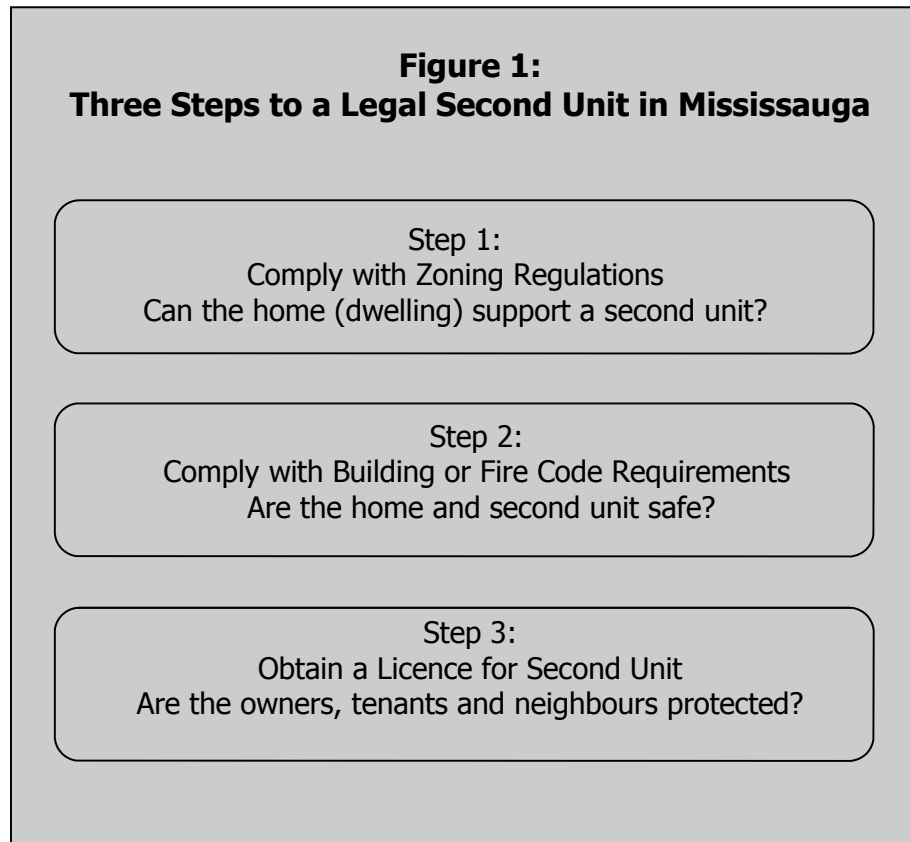 Figure 1:
Three Steps to a Legal Second Unit in Mississauga
Step 1:
Comply with Zoning Regulations
Can the home (dwelling) support a second unit?
Step 2:
Comply with Building or Fire Code Requirements
Are the home and second unit safe?
Step 3:
Obtain a Licence for Second Unit
Are the owners, tenants and neighbours protected?